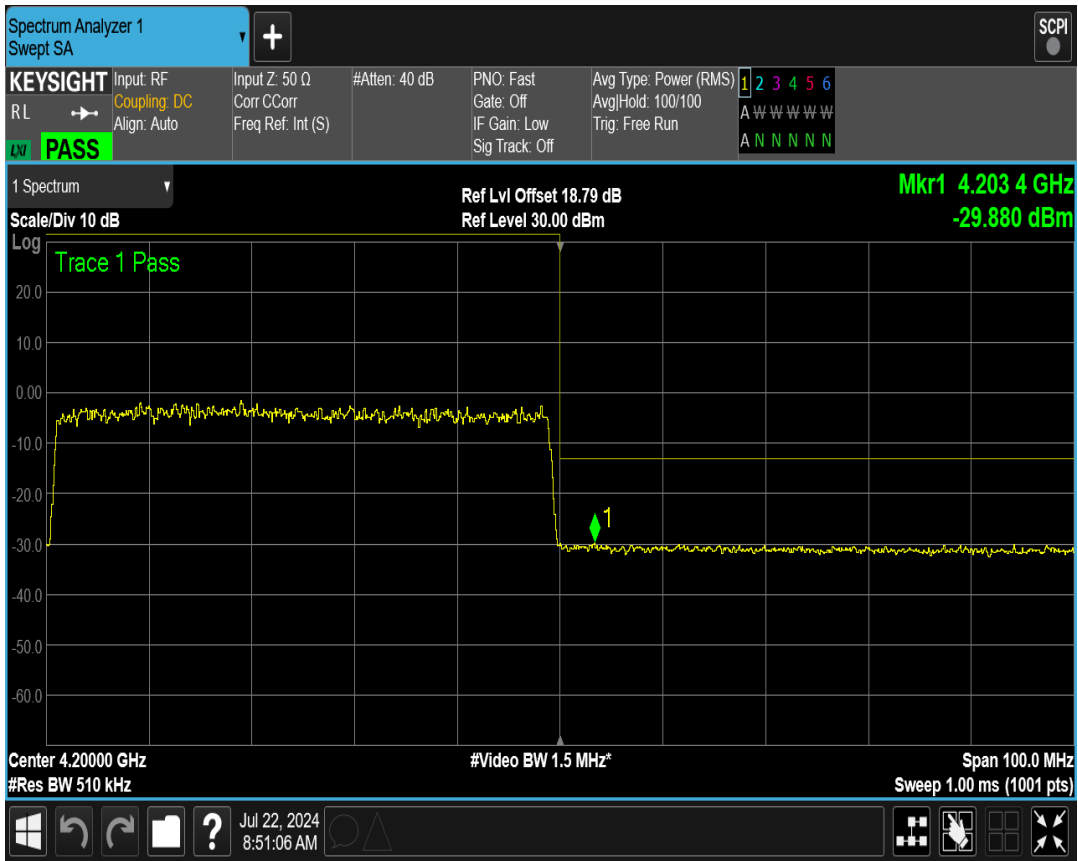 Spectrum Analyzer 1
Swept SA
+
SCPI
KEYSIGHT
R L
LXI
PASS
Input: RF
Coupling: DC
Align: Auto
Input Z: 50 Ω
Corr CCorr
Freq Ref: Int (S)
#Atten: 40 dB
PNO: Fast
Gate: Off
IF Gain: Low
Sig Track: Off
Avg Type: Power (RMS)
Avg|Hold: 100/100
Trig: Free Run
1 2 3 4 5 6
A W W W W W
A N N N N N
1 Spectrum
Scale/Div 10 dB
Ref Lvl Offset 18.79 dB
Ref Level 30.00 dBm
Mkr1 4.203 4 GHz
-29.880 dBm
Log
Trace 1 Pass
20.0
10.0
0.00
-10.0
-20.0
-30.0
-40.0
-50.0
-60.0
1
Center 4.20000 GHz
#Res BW 510 kHz
#Video BW 1.5 MHz*
Span 100.0 MHz
Sweep 1.00 ms (1001 pts)
?
Jul 22, 2024
8:51:06 AM